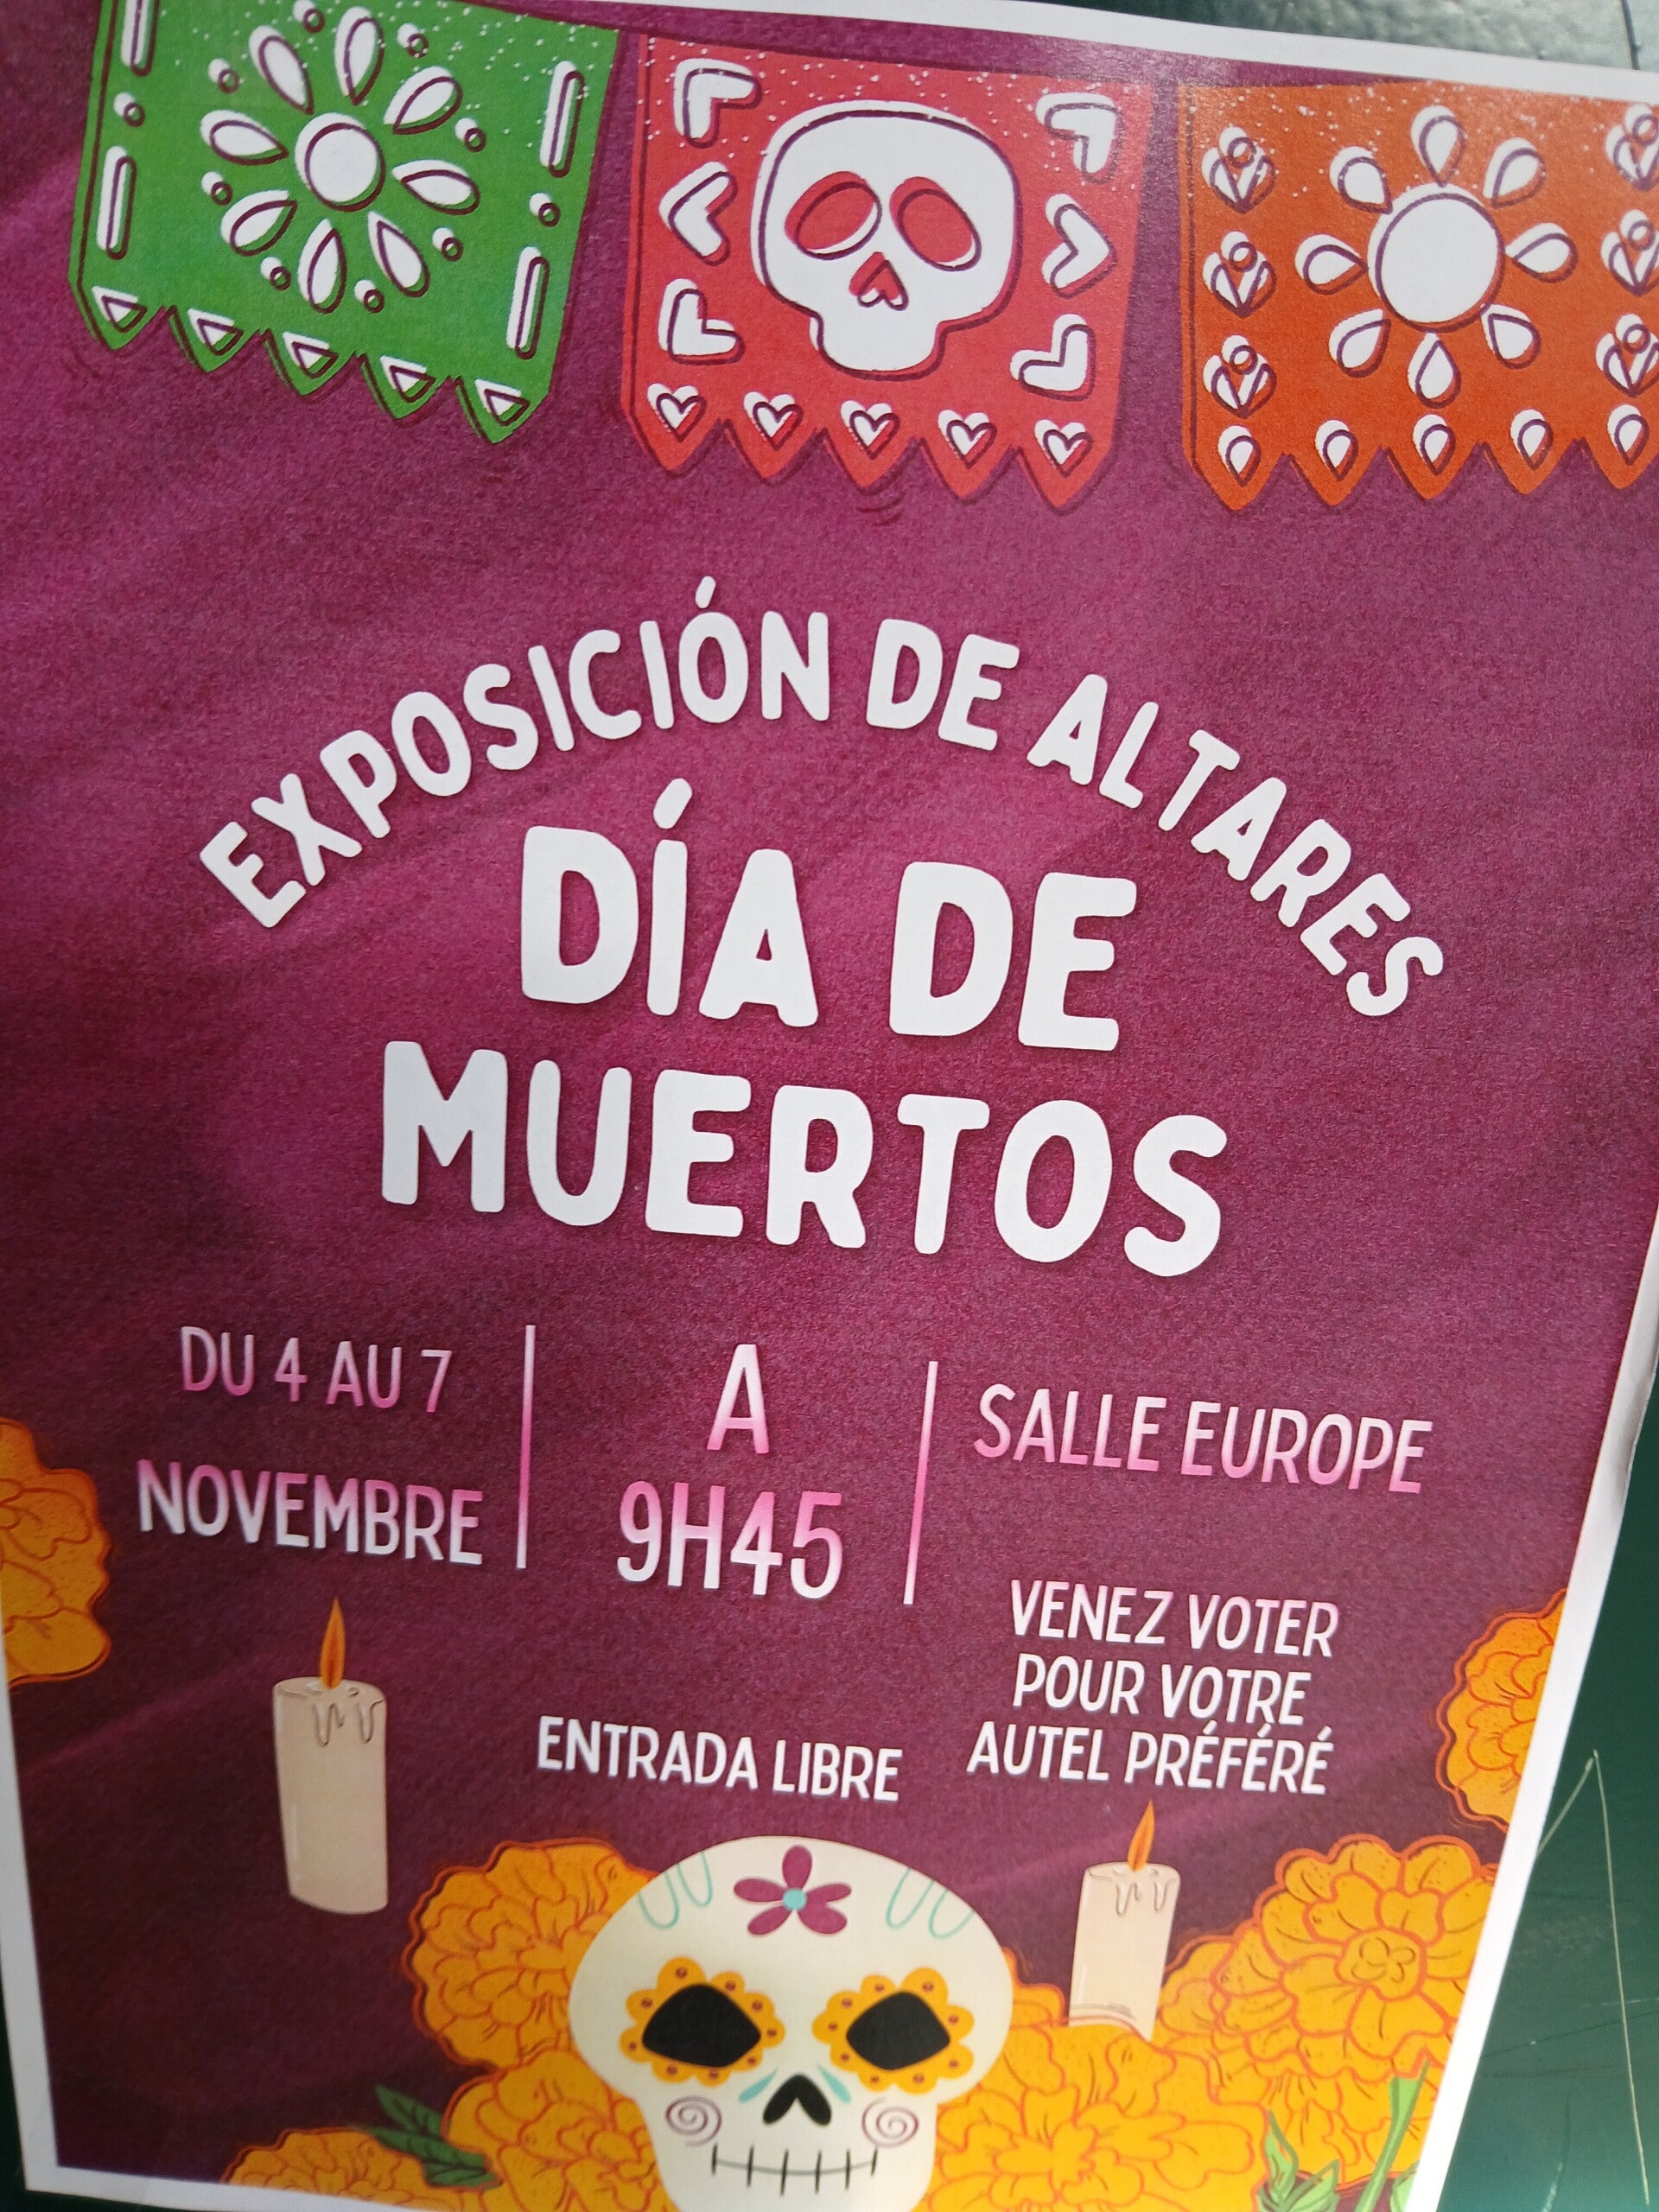 EXPOSICIÓN DE ALTARES
DÍA DE
MUERTOS
DU 4 AU 7
NOVEMBRE
A
9H45
SALLE EUROPE
VENEZ VOTER
POUR VOTRE
AUTEL PRÉFÉRÉ
ENTRADA LIBRE